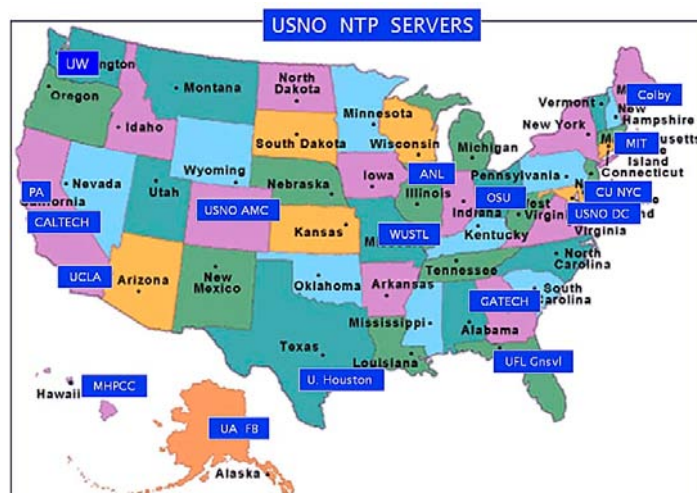 USNO NTP SERVERS
UW
Oregon
Idaho
Montana
North
Dakota
South Dakota
Minnesota
Wisconsin
Michigan
Vermont
New York
Colby
New
Hampshire
MIT
Connecticut
Pennsylvania
CU NYC
USNO DC
Wyoming
Nebraska
Iowa
ANL
Illinois
Indiana
OSU
West
Virginia
Virginia
PA
CALTECH
Nevada
Utah
USNO AMC
Kansas
WUSTL
Kentucky
UCLA
Arizona
New
Mexico
Oklahoma
Arkansas
Tennessee
North
Carolina
South
Carolina
GATECH
Mississippi
Alabama
Texas
Louisiana
U. Houston
UFL Gnsvl
Hawaii
MHPCC
UA FB
Alaska